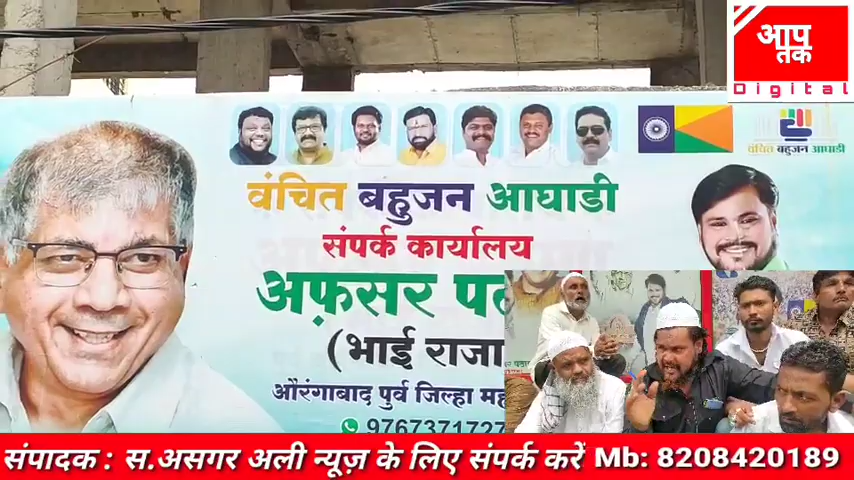 आप
तक
Digital
वंचित बहुजन आघाडी
वंचित बहुजन आघाडी
संपर्क कार्यालय
अफ़सर
(भाई राजा
औरंगाबाद पुर्व जिल्हा
9767371727
संपादक : स.असगर अली न्यूज़ के लिए संपर्क करें Mb: 8208420189